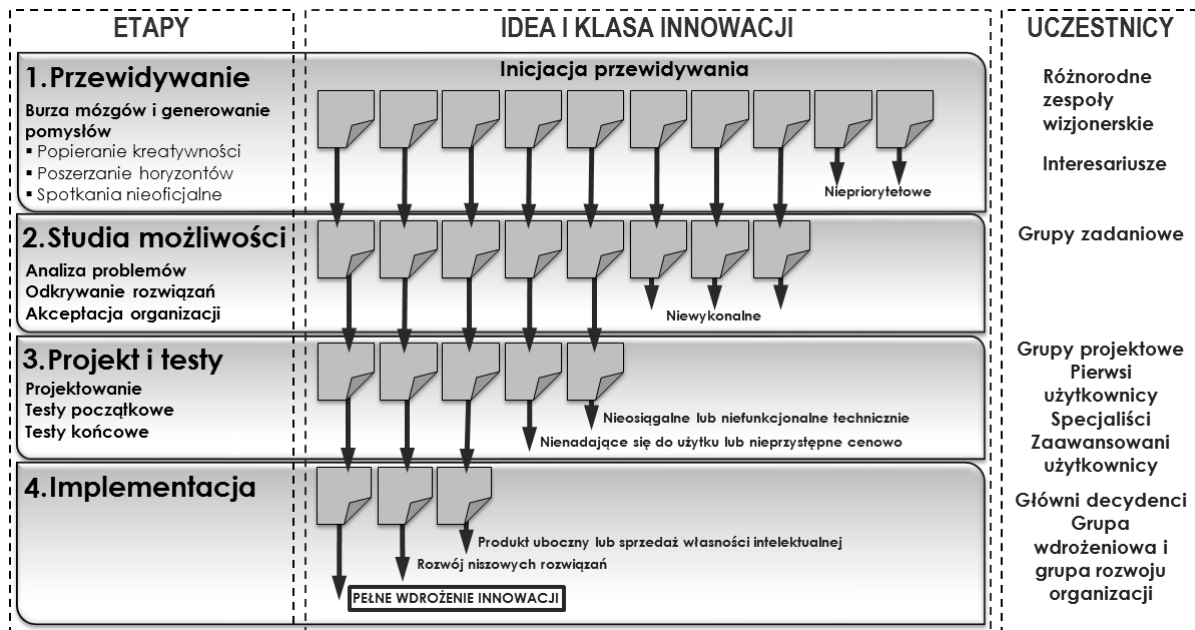 ETAPY
IDEA I KLASA INNOWACJI
UCZESTNICY
1.Przewidywanie
Burza mózgów i generowanie
pomysłów
▪ Popieranie kreatywności
▪ Poszerzanie horyzontów
▪ Spotkania nieoficjalne
Inicjacja przewidywania
Niepriorytetowe
Różnorodne
zespoły
wizjonerskie
Interesariusze
2.Studia możliwości
Analiza problemów
Odkrywanie rozwiązań
Akceptacja organizacji
Niewykonalne
Grupy zadaniowe
3.Projekt i testy
Projektowanie
Testy początkowe
Testy końcowe
Nieosiągalne lub niefunkcjonalne technicznie
Nienadające się do użytku lub nieprzystępne cenowo
Grupy projektowe
Pierwsi
użytkownicy
Specjaliści
Zaawansowani
użytkownicy
4.Implementacja
Produkt uboczny lub sprzedaż własności intelektualnej
Rozwój niszowych rozwiązań
PEŁNE WDROŻENIE INNOWACJI
Główni decydenci
Grupa
wdrożeniowa i
grupa rozwoju
organizacji